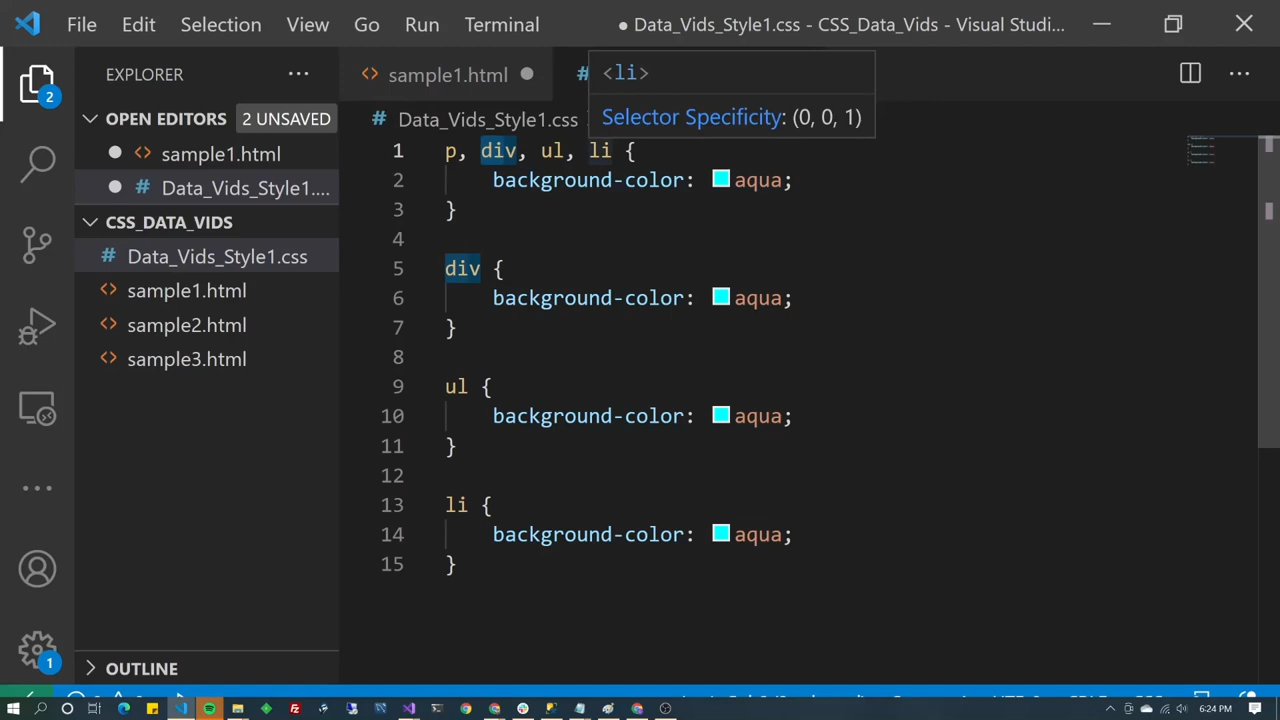 File Edit Selection View Go Run Terminal ● Data_Vids_Style1.css - CSS_Data_Vids - Visual Studi...
EXPLORER
sample1.html
#
<li>
Selector Specificity: (0, 0, 1)
2
OPEN EDITORS 2 UNSAVED
# Data_Vids_Style1.css
sample1.html
# Data_Vids_Style1....
CSS_DATA_VIDS
# Data_Vids_Style1.css
sample1.html
sample2.html
sample3.html
1 p, div, ul, li {
2 background-color: aqua;
3 }
4
5 div {
6 background-color: aqua;
7 }
8
9 ul {
10 background-color: aqua;
11 }
12
13 li {
14 background-color: aqua;
15 }
1
OUTLINE
6:24 PM